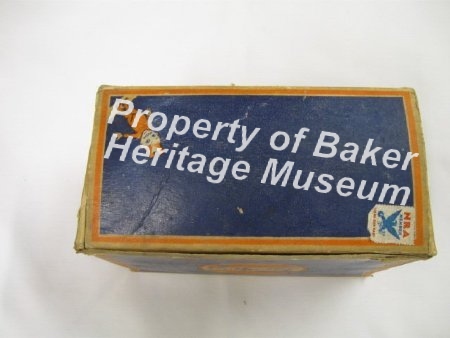 Property of Baker
Heritage Museum
NRA